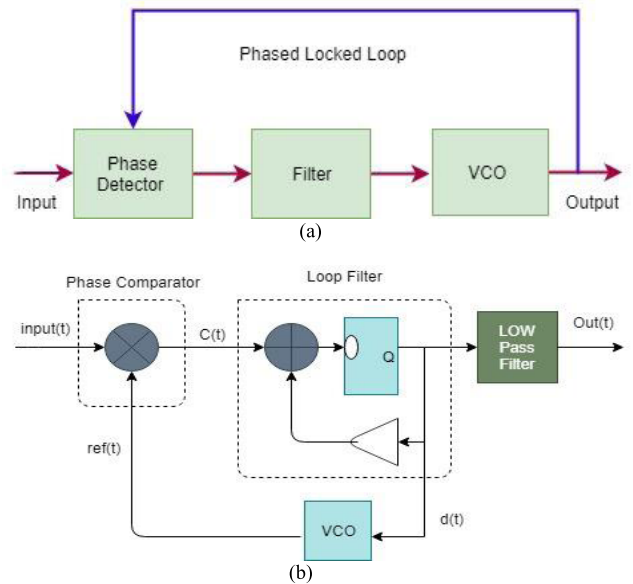 Phased Locked Loop
Phase
Detector
Filter
VCO
Input
Output
(a)
Phase Comparator
Loop Filter
input(t)
C(t)
Q
LOW
Pass
Filter
Out(t)
ref(t)
d(t)
VCO
(b)